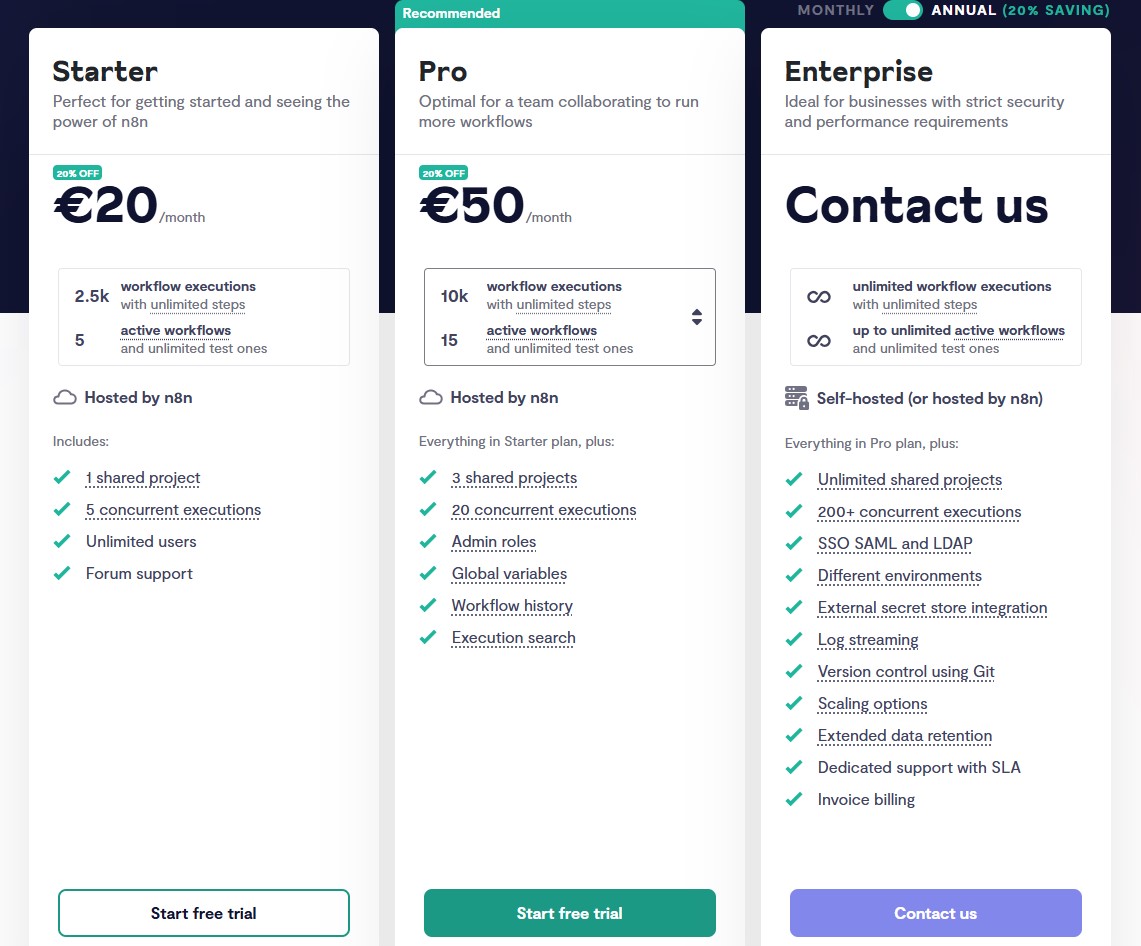 Recommended
MONTHLY ANNUAL (20% SAVING)
Starter
Perfect for getting started and seeing the
power of n8n
20% OFF
€20/month
2.5k workflow executions
with unlimited steps
5 active workflows
and unlimited test ones
Hosted by n8n
Includes:
1 shared project
5 concurrent executions
Unlimited users
Forum support
Start free trial
Pro
Optimal for a team collaborating to run
more workflows
20% OFF
€50/month
10k workflow executions
with unlimited steps
15 active workflows
and unlimited test ones
Hosted by n8n
Everything in Starter plan, plus:
3 shared projects
20 concurrent executions
Admin roles
Global variables
Workflow history
Execution search
Start free trial
Enterprise
Ideal for businesses with strict security
and performance requirements
Contact us
∞ unlimited workflow executions
with unlimited steps
∞ up to unlimited active workflows
and unlimited test ones
Self-hosted (or hosted by n8n)
Everything in Pro plan, plus:
Unlimited shared projects
200+ concurrent executions
SSO SAML and LDAP
Different environments
External secret store integration
Log streaming
Version control using Git
Scaling options
Extended data retention
Dedicated support with SLA
Invoice billing
Contact us